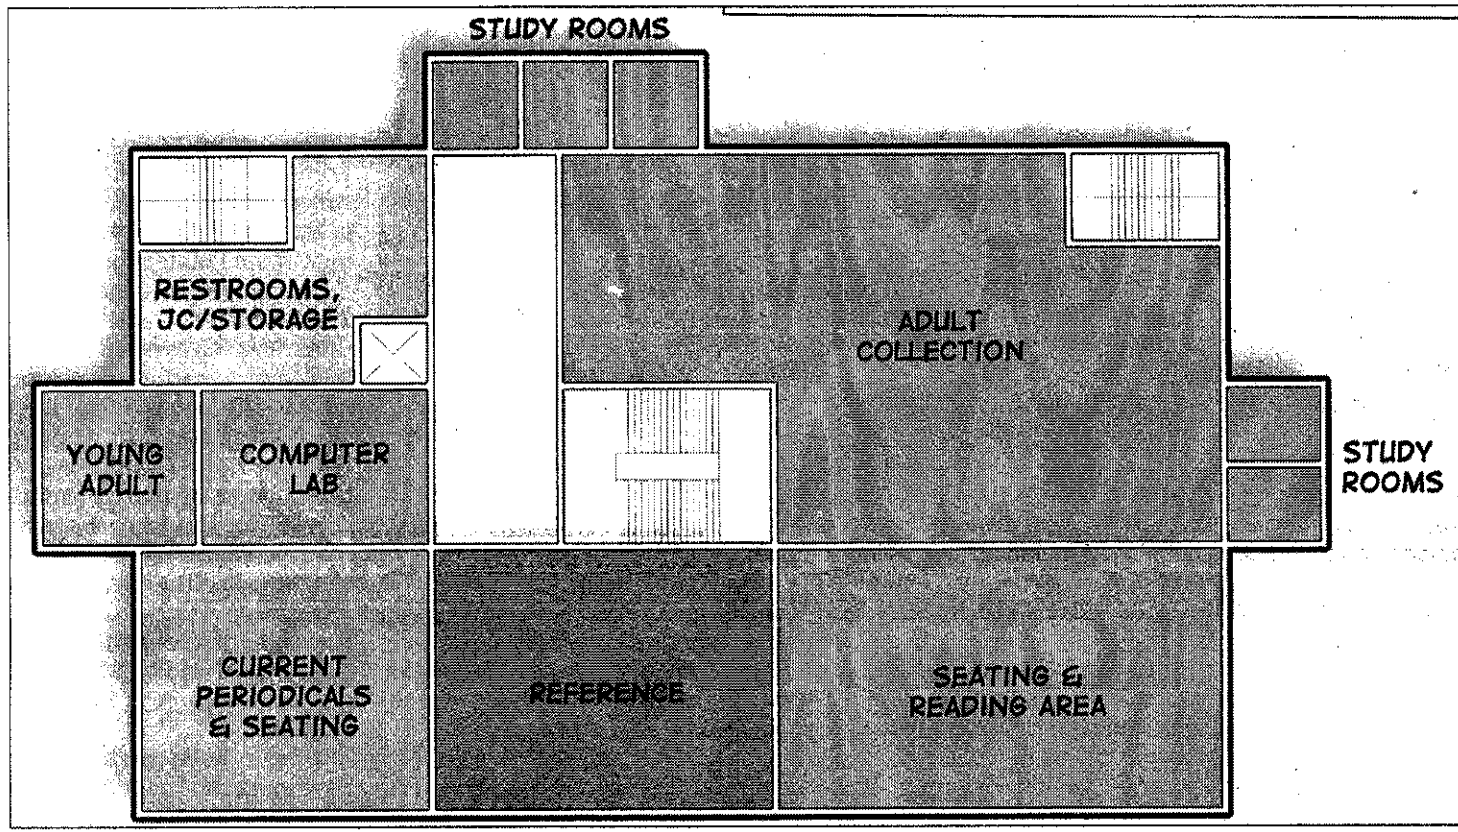 STUDY ROOMS
RESTROOMS,
JC/STORAGE
ADULT
COLLECTION
YOUNG
ADULT
COMPUTER
LAB
STUDY
ROOMS
CURRENT
PERIODICALS
& SEATING
REFERENCE
SEATING &
READING AREA